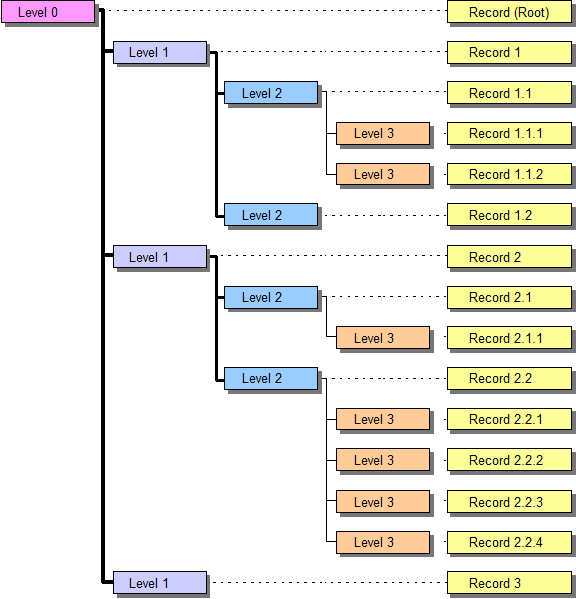 Level 0 Record (Root)
Level 1 Record 1
Level 2 Record 1.1
Level 3 Record 1.1.1
Level 3 Record 1.1.2
Level 2 Record 1.2
Level 1 Record 2
Level 2 Record 2.1
Level 3 Record 2.1.1
Level 2 Record 2.2
Level 3 Record 2.2.1
Level 3 Record 2.2.2
Level 3 Record 2.2.3
Level 3 Record 2.2.4
Level 1 Record 3